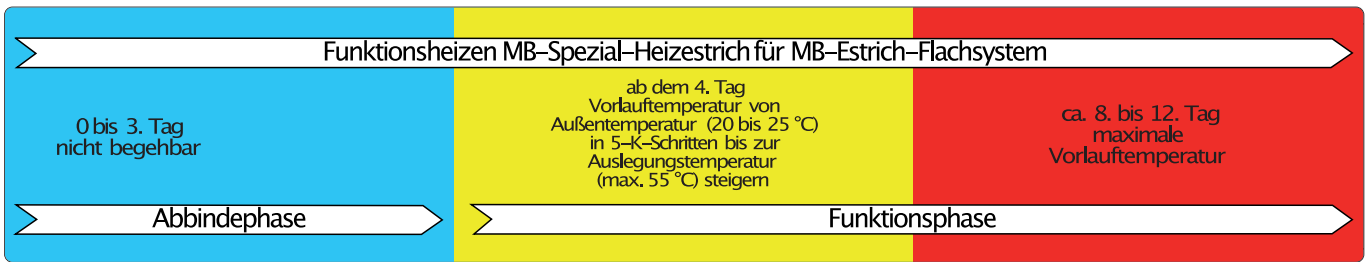 Funktionsheizen MB–Spezial–Heizestrich für MB–Estrich–Flachsystem
0 bis 3. Tag
nicht begehbar
ab dem 4. Tag
Vorlauftemperatur von
Außentemperatur (20 bis 25 °C)
in 5–K–Schritten bis zur
Auslegungstemperatur
(max. 55 °C) steigern
ca. 8. bis 12. Tag
maximale
Vorlauftemperatur
Abbindephase
Funktionsphase